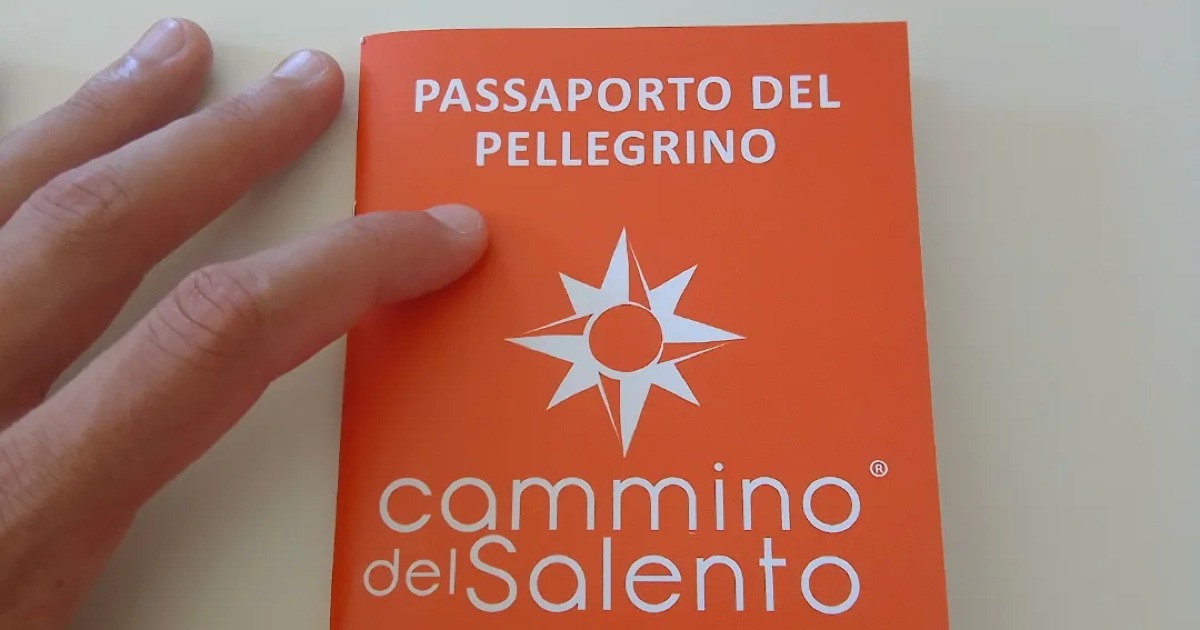 PASSAPORTO DEL
PELLEGRINO
cammino®
delSalento